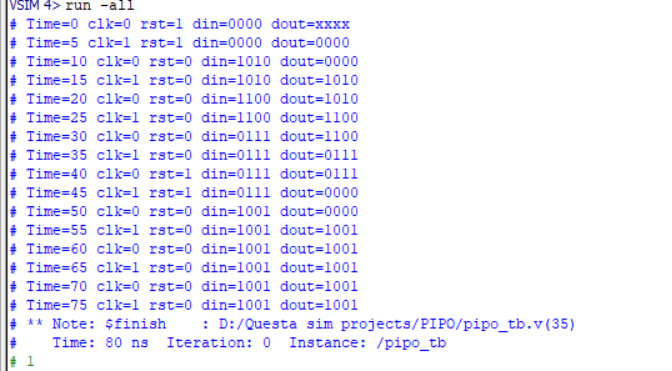 VSIM 4> run -all
# Time=0 clk=0 rst=1 din=0000 dout=xxxx
# Time=5 clk=1 rst=1 din=0000 dout=0000
# Time=10 clk=0 rst=0 din=1010 dout=0000
# Time=15 clk=1 rst=0 din=1010 dout=1010
# Time=20 clk=0 rst=0 din=1100 dout=1010
# Time=25 clk=1 rst=0 din=1100 dout=1100
# Time=30 clk=0 rst=0 din=0111 dout=1100
# Time=35 clk=1 rst=0 din=0111 dout=0111
# Time=40 clk=0 rst=1 din=0111 dout=0111
# Time=45 clk=1 rst=1 din=0111 dout=0000
# Time=50 clk=0 rst=0 din=1001 dout=0000
# Time=55 clk=1 rst=0 din=1001 dout=1001
# Time=60 clk=0 rst=0 din=1001 dout=1001
# Time=65 clk=1 rst=0 din=1001 dout=1001
# Time=70 clk=0 rst=0 din=1001 dout=1001
# Time=75 clk=1 rst=0 din=1001 dout=1001
# ** Note: $finish    : D:/Questa sim projects/PIPO/pipo_tb.v(35)
#    Time: 80 ns  Iteration: 0  Instance: /pipo_tb
# 1